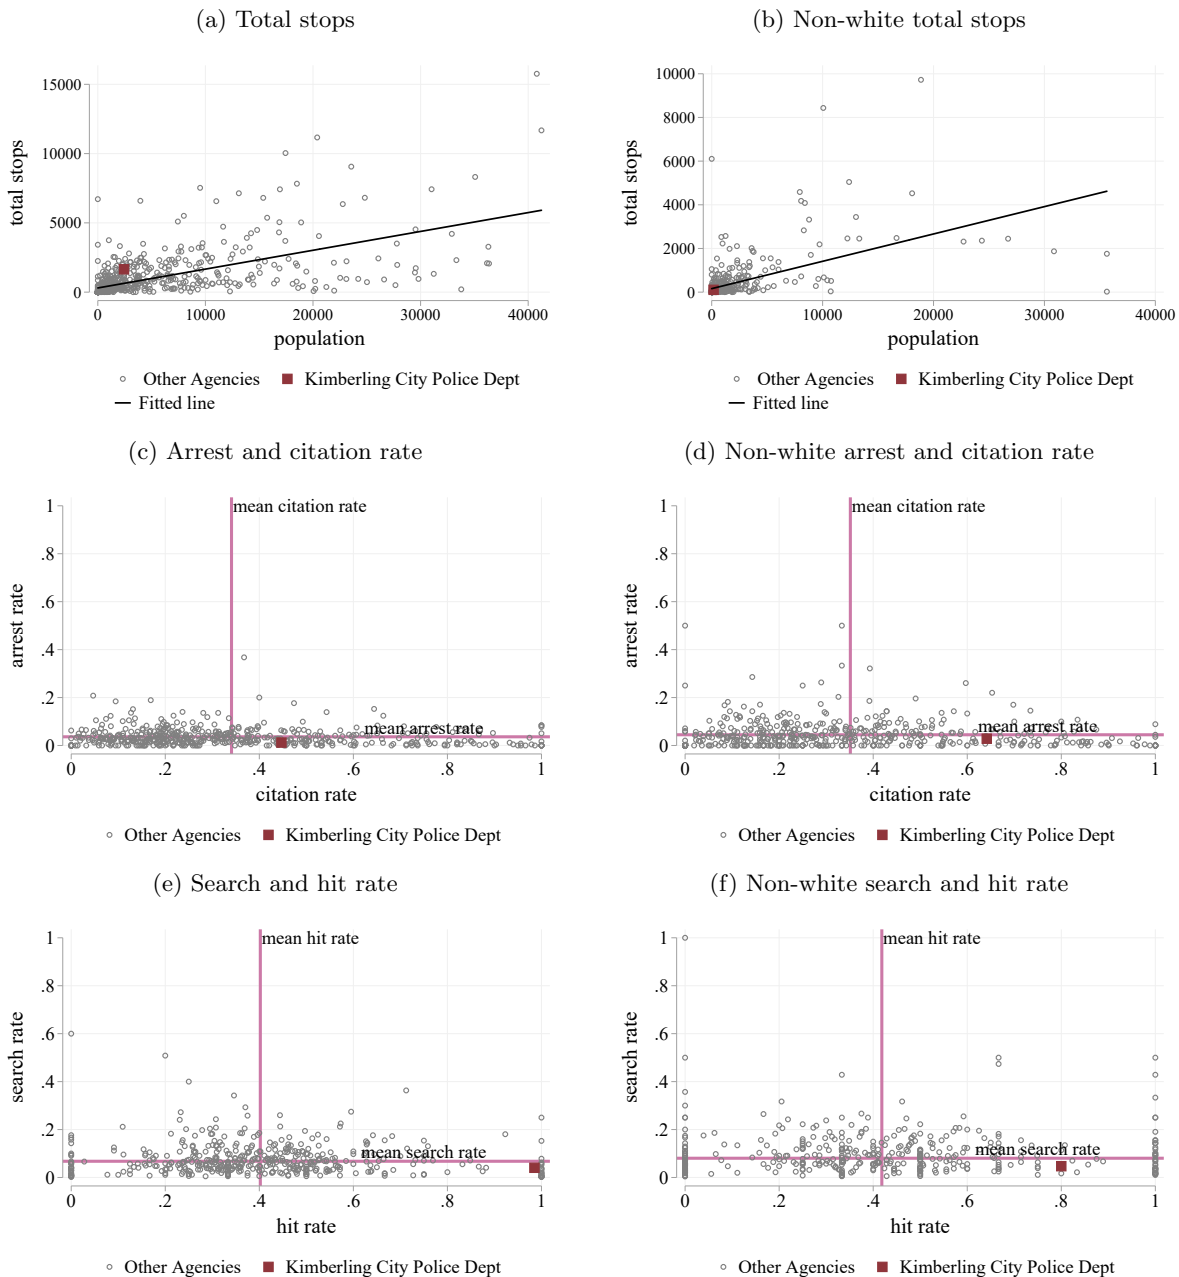 (a) Total stops
total stops
15000
10000
5000
0
0 10000 20000 30000 40000
population
Other Agencies Kimberling City Police Dept
Fitted line
(b) Non-white total stops
total stops
10000
8000
6000
4000
2000
0
0 10000 20000 30000 40000
population
Other Agencies Kimberling City Police Dept
Fitted line
(c) Arrest and citation rate
arrest rate
1
.8
.6
.4
.2
0
mean citation rate
mean arrest rate
0 .2 .4 .6 .8 1
citation rate
Other Agencies Kimberling City Police Dept
(d) Non-white arrest and citation rate
arrest rate
1
.8
.6
.4
.2
0
mean citation rate
mean arrest rate
0 .2 .4 .6 .8 1
citation rate
Other Agencies Kimberling City Police Dept
(e) Search and hit rate
search rate
1
.8
.6
.4
.2
0
mean hit rate
mean search rate
0 .2 .4 .6 .8 1
hit rate
Other Agencies Kimberling City Police Dept
(f) Non-white search and hit rate
search rate
1
.8
.6
.4
.2
0
mean hit rate
mean search rate
0 .2 .4 .6 .8 1
hit rate
Other Agencies Kimberling City Police Dept